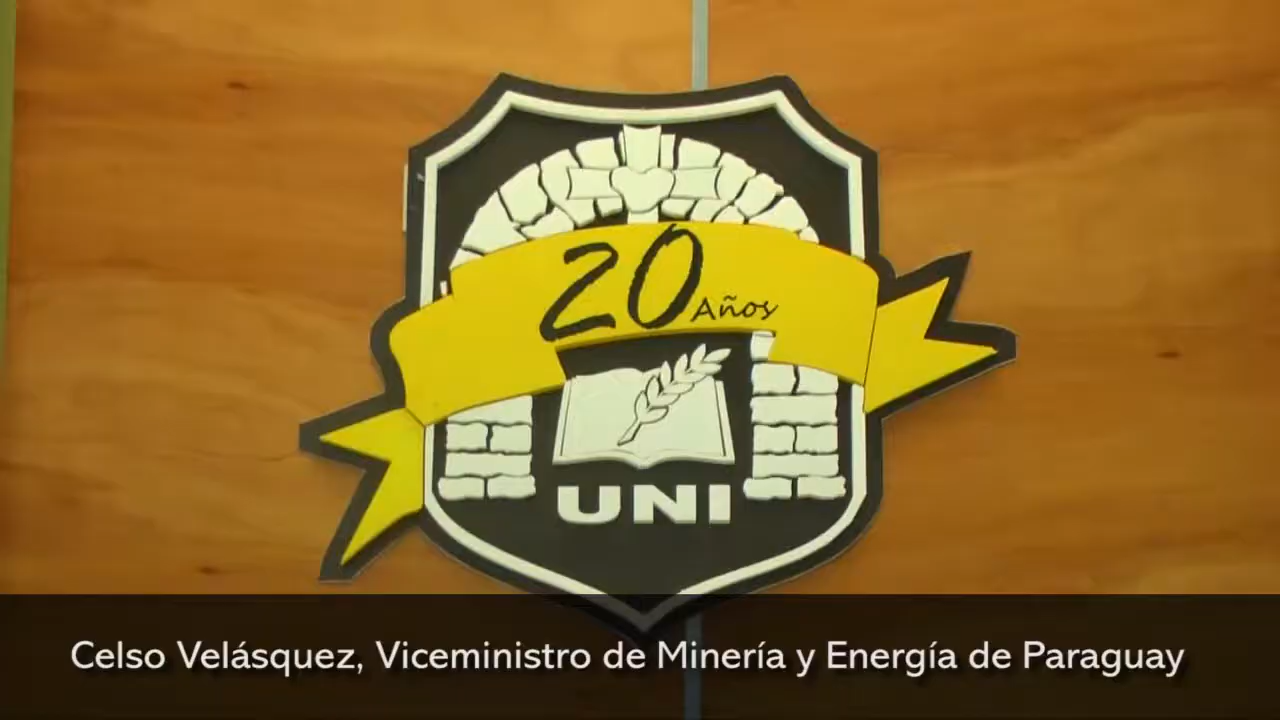 20 Años
UNI
Celso Velásquez, Viceministro de Minería y Energía de Paraguay